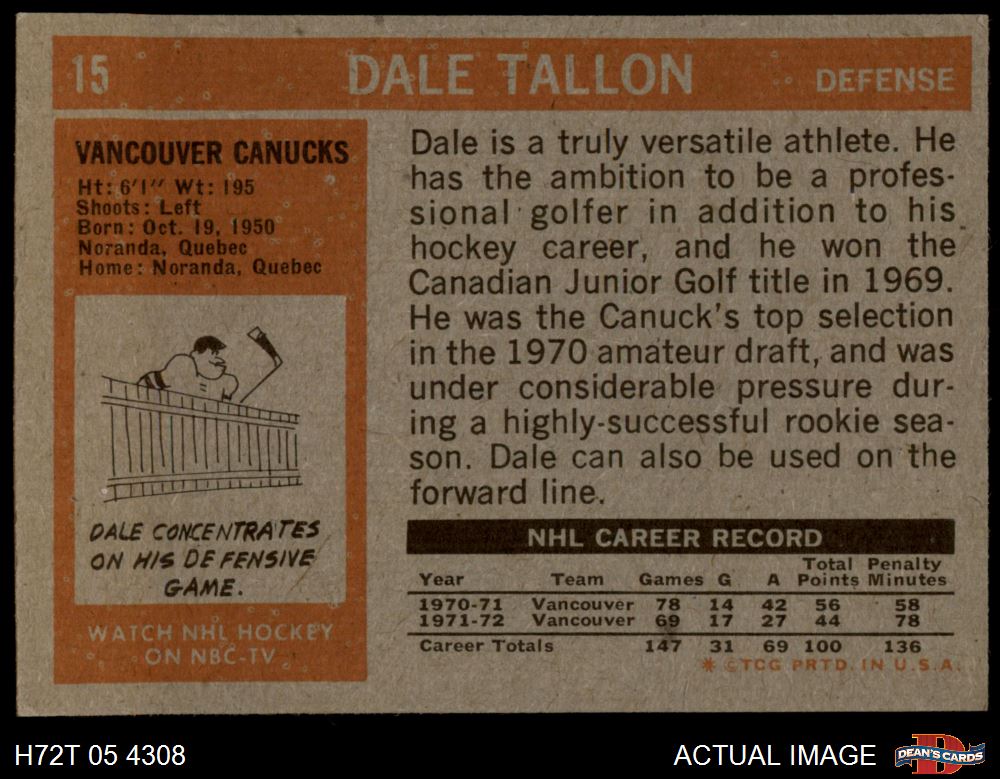 15 DALE TALLON DEFENSE
VANCOUVER CANUCKS
Ht: 6'1" Wt: 195
Shoots: Left
Born: Oct. 19, 1950
Noranda, Quebec
Home: Noranda, Quebec
DALE CONCENTRATES
ON HIS DEFENSIVE
GAME.
WATCH NHL HOCKEY
ON NBC-TV
Dale is a truly versatile athlete. He
has the ambition to be a profes-
sional golfer in addition to his
hockey career, and he won the
Canadian Junior Golf title in 1969.
He was the Canuck's top selection
in the 1970 amateur draft, and was
under considerable pressure dur-
ing a highly-successful rookie sea-
son. Dale can also be used on the
forward line.
NHL CAREER RECORD
Total Penalty
Year Team Games G A Points Minutes
1970-71 Vancouver 78 14 42 56 58
1971-72 Vancouver 69 17 27 44 78
Career Totals 147 31 69 100 136
* ©TCG PRTD. IN U.S.A.
H72T 05 4308 ACTUAL IMAGE DEAN'S CARDS